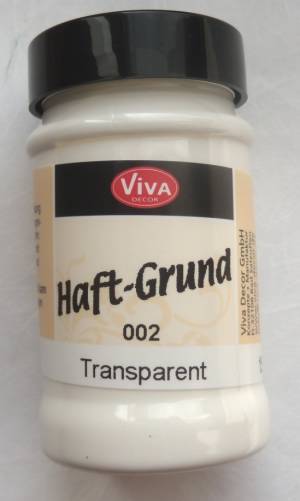 ViVA
DECOR
Haft-Grund
002
Transparent
Viva Decor GmbH